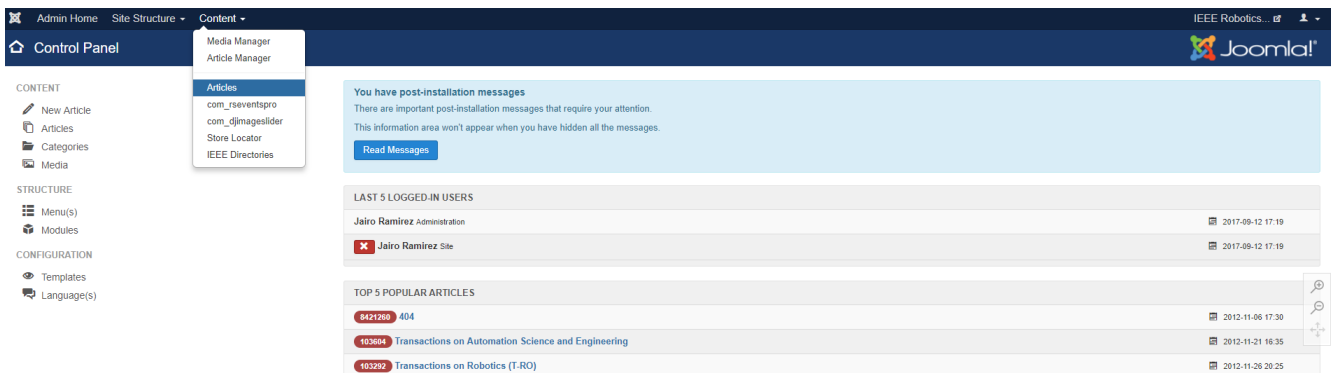 Admin Home Site Structure Content IEEE Robotics...
Control Panel Joomla!
Media Manager
Article Manager
Articles
com_rseventspro
com_djimageslider
Store Locator
IEEE Directories
CONTENT
New Article
Articles
Categories
Media
STRUCTURE
Menu(s)
Modules
CONFIGURATION
Templates
Language(s)
You have post-installation messages
There are important post-installation messages that require your attention.
This information area won't appear when you have hidden all the messages.
Read Messages
LAST 5 LOGGED-IN USERS
Jairo Ramirez Administration 2017-09-12 17:19
Jairo Ramirez Site 2017-09-12 17:19
TOP 5 POPULAR ARTICLES
8421260 404 2012-11-06 17:30
103604 Transactions on Automation Science and Engineering 2012-11-21 16:35
103292 Transactions on Robotics (T-RO) 2012-11-26 20:25